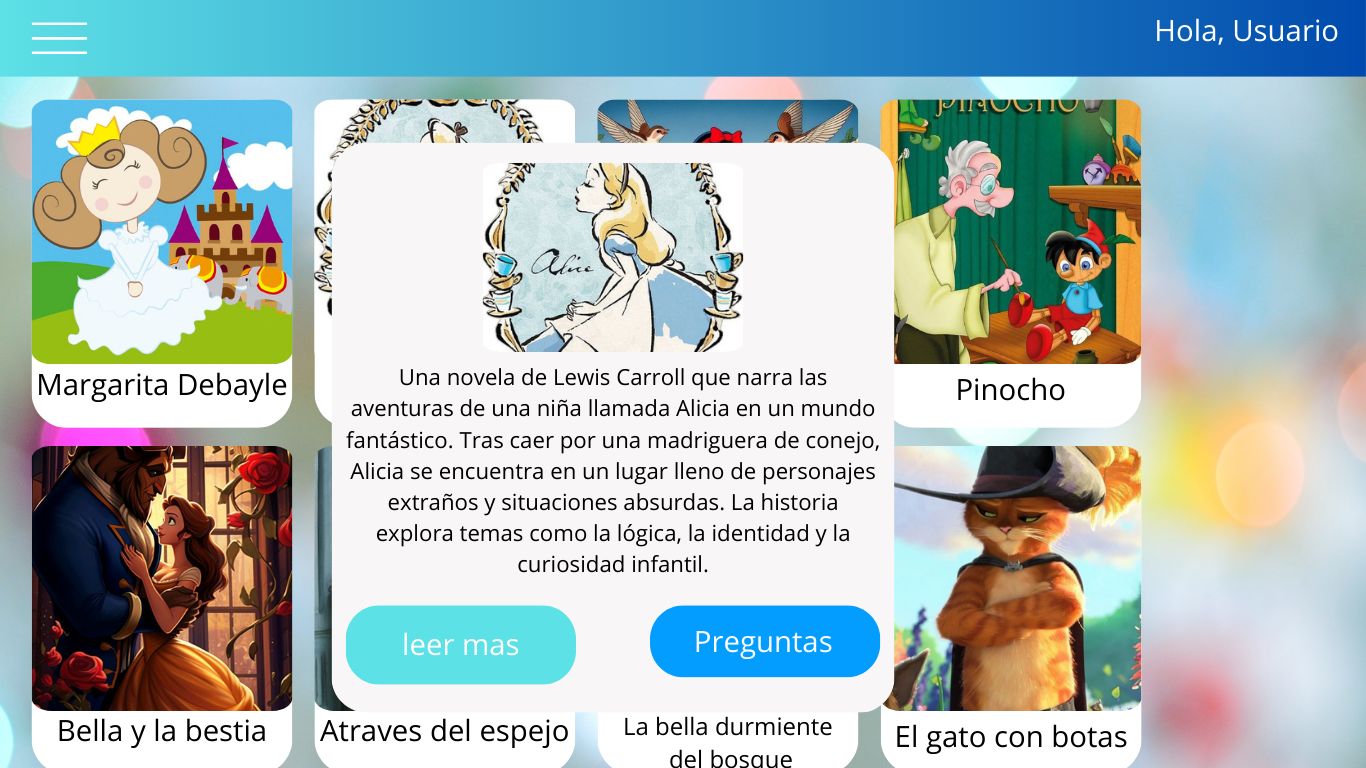 Hola, Usuario
PINOCHO
Alice
Margarita Debayle
Pinocho
Una novela de Lewis Carroll que narra las
aventuras de una niña llamada Alicia en un mundo
fantástico. Tras caer por una madriguera de conejo,
Alicia se encuentra en un lugar lleno de personajes
extraños y situaciones absurdas. La historia
explora temas como la lógica, la identidad y la
curiosidad infantil.
leer mas
Preguntas
Bella y la bestia
Atraves del espejo
La bella durmiente
del bosque
El gato con botas